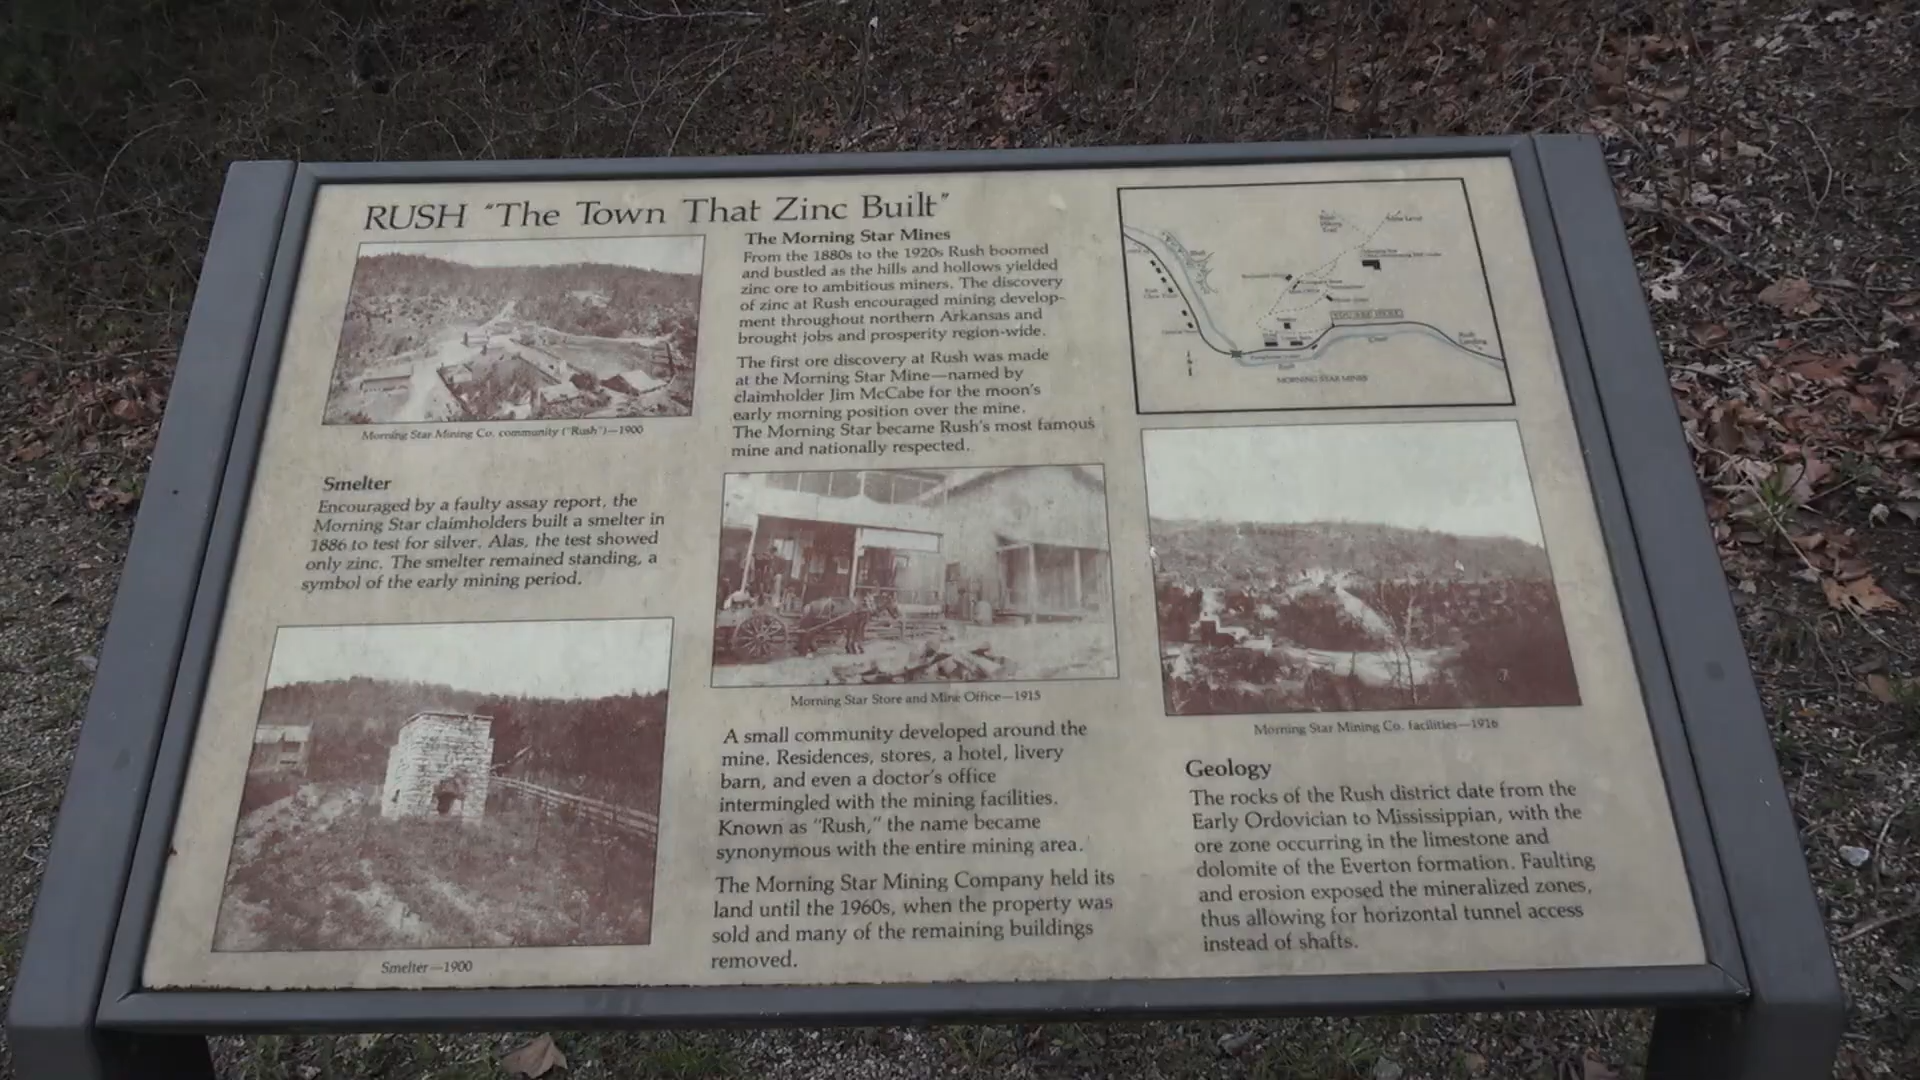 RUSH "The Town That Zinc Built"
Morning Star Mining Co. community ("Rush")—1900
Smelter
Encouraged by a faulty assay report, the
Morning Star claimholders built a smelter in
1886 to test for silver. Alas, the test showed
only zinc. The smelter remained standing, a
symbol of the early mining period.
Smelter—1900
The Morning Star Mines
From the 1880s to the 1920s Rush boomed
and bustled as the hills and hollows yielded
zinc ore to ambitious miners. The discovery
of zinc at Rush encouraged mining develop-
ment throughout northern Arkansas and
brought jobs and prosperity region-wide.
The first ore discovery at Rush was made
at the Morning Star Mine—named by
claimholder Jim McCabe for the moon's
early morning position over the mine.
The Morning Star became Rush's most famous
mine and nationally respected.
Morning Star Store and Mine Office—1915
A small community developed around the
mine. Residences, stores, a hotel, livery
barn, and even a doctor's office
intermingled with the mining facilities.
Known as "Rush," the name became
synonymous with the entire mining area.
The Morning Star Mining Company held its
land until the 1960s, when the property was
sold and many of the remaining buildings
removed.
YOU ARE HERE
Rush
Landing
Creek
Rush
MORNING STAR MINES
Morning Star Mining Co. facilities—1916
Geology
The rocks of the Rush district date from the
Early Ordovician to Mississippian, with the
ore zone occurring in the limestone and
dolomite of the Everton formation. Faulting
and erosion exposed the mineralized zones,
thus allowing for horizontal tunnel access
instead of shafts.